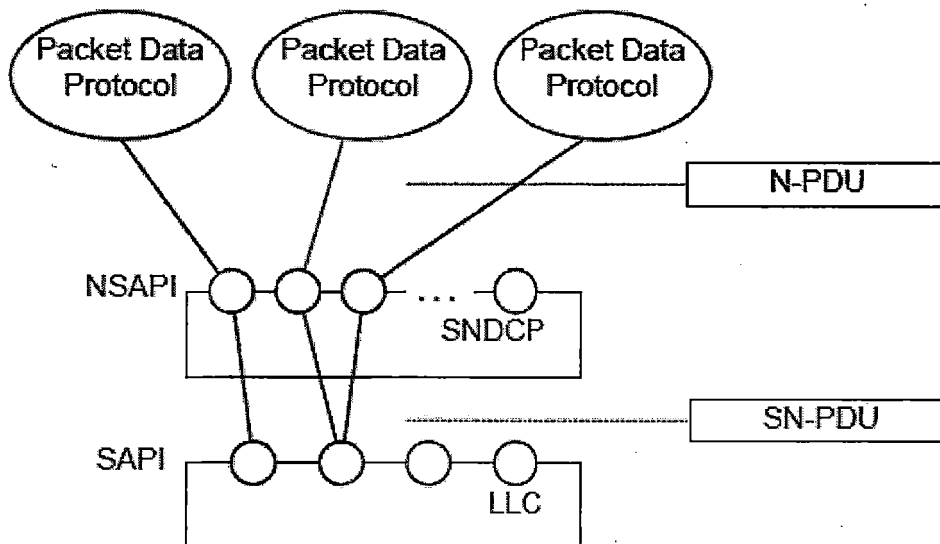 Packet Data
Protocol
Packet Data
Protocol
Packet Data
Protocol
N-PDU
NSAPI
...
SNDCP
SN-PDU
SAPI
LLC